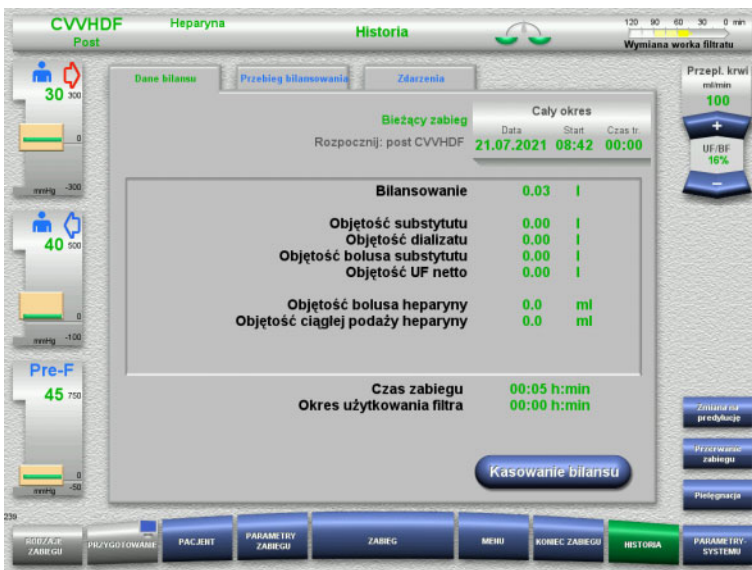 CVVHDF
Post
Heparyna
Historia
120 90 60 30 0 min
Wymiana worka filtratu
30 300
0
mmHg -300
40 500
0
mmHg -100
Pre-F
45 750
0
mmHg -50
239
Dane bilansu
Przebieg bilansowania
Zdarzenia
Bieżący zabieg
Cały okres
Data Start Czas tr.
Rozpocznij: post CVVHDF 21.07.2021 08:42 00:00
Bilansowanie 0.03 l
Objętość substytutu 0.00 l
Objętość dializatu 0.00 l
Objętość bolusa substytutu 0.00 l
Objętość UF netto 0.00 l
Objętość bolusa heparyny 0.0 ml
Objętość ciągłej podaży heparyny 0.0 ml
Czas zabiegu 00:05 h:min
Okres użytkowania filtra 00:00 h:min
Kasowanie bilansu
Przepl. krwi
ml/min
100
+
UF/BF
16%
–
Zmiana na
predylucję
Przerwanie
zabiegu
Pielęgnacja
RODZAJE
ZABIEGU
PRZYGOTOWANIE
PACJENT
PARAMETRY
ZABIEGU
ZABIEG
MENU
KONIEC ZABIEGU
HISTORIA
PARAMETRY-
SYSTEMU